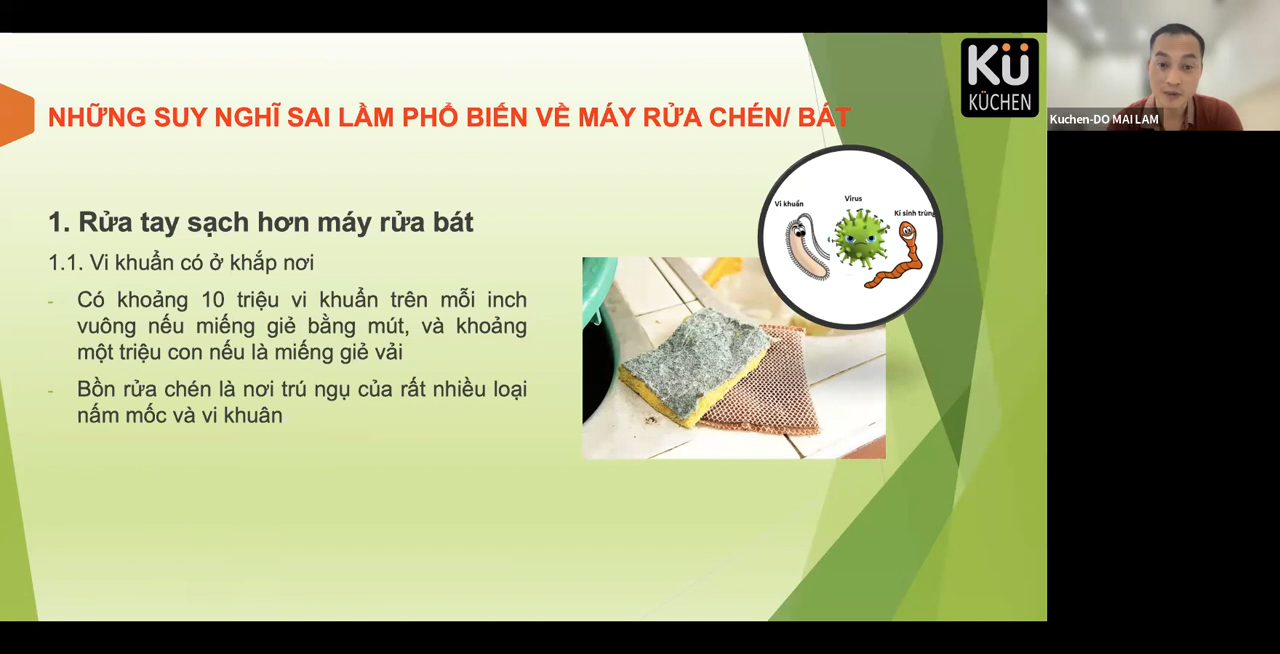 NHỮNG SUY NGHĨ SAI LẦM PHỔ BIẾN VỀ MÁY RỬA CHÉN/ BÁT
KÜ
KÜCHEN
Kuchen-DO MAI LAM
1. Rửa tay sạch hơn máy rửa bát
1.1. Vi khuẩn có ở khắp nơi
- Có khoảng 10 triệu vi khuẩn trên mỗi inch
vuông nếu miếng giẻ bằng mút, và khoảng
một triệu con nếu là miếng giẻ vải
- Bồn rửa chén là nơi trú ngụ của rất nhiều loại
nấm mốc và vi khuân
Vi khuẩn
Virus
Kí sinh trùng